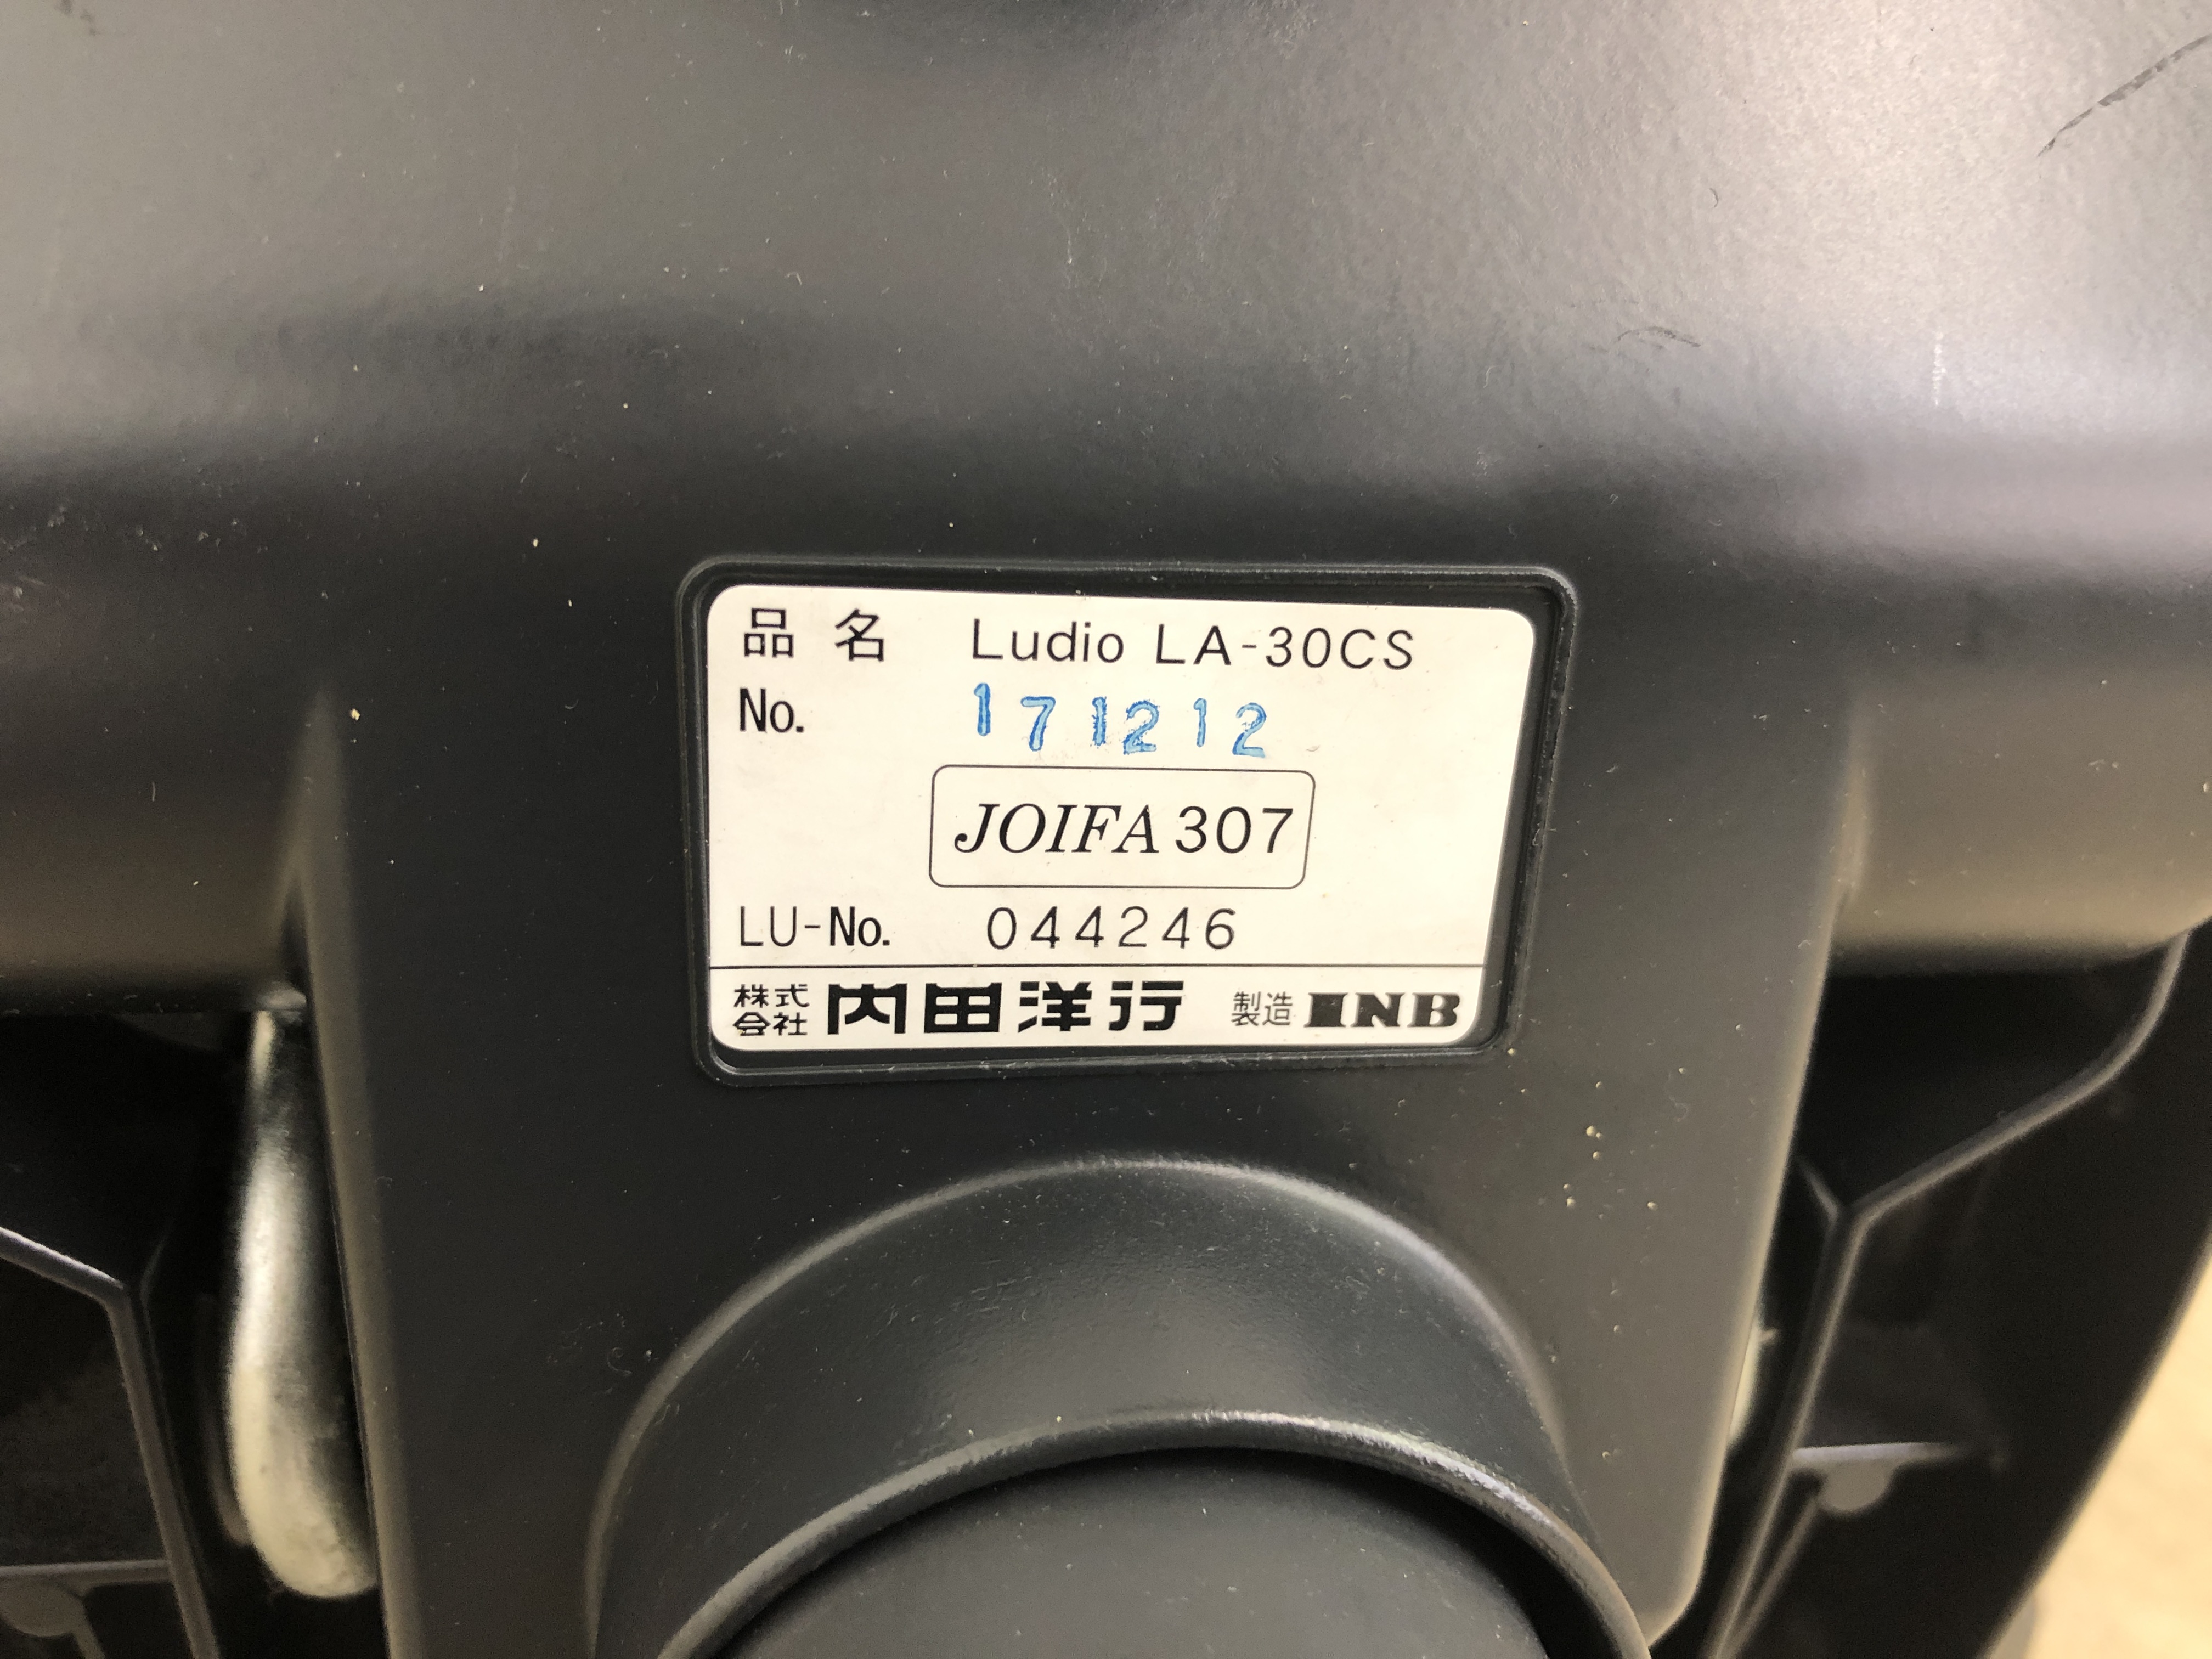 品名 Ludio LA-30CS
No. 171212
JOIFA 307
LU-No. 044246
株式会社 内田洋行 製造 INB